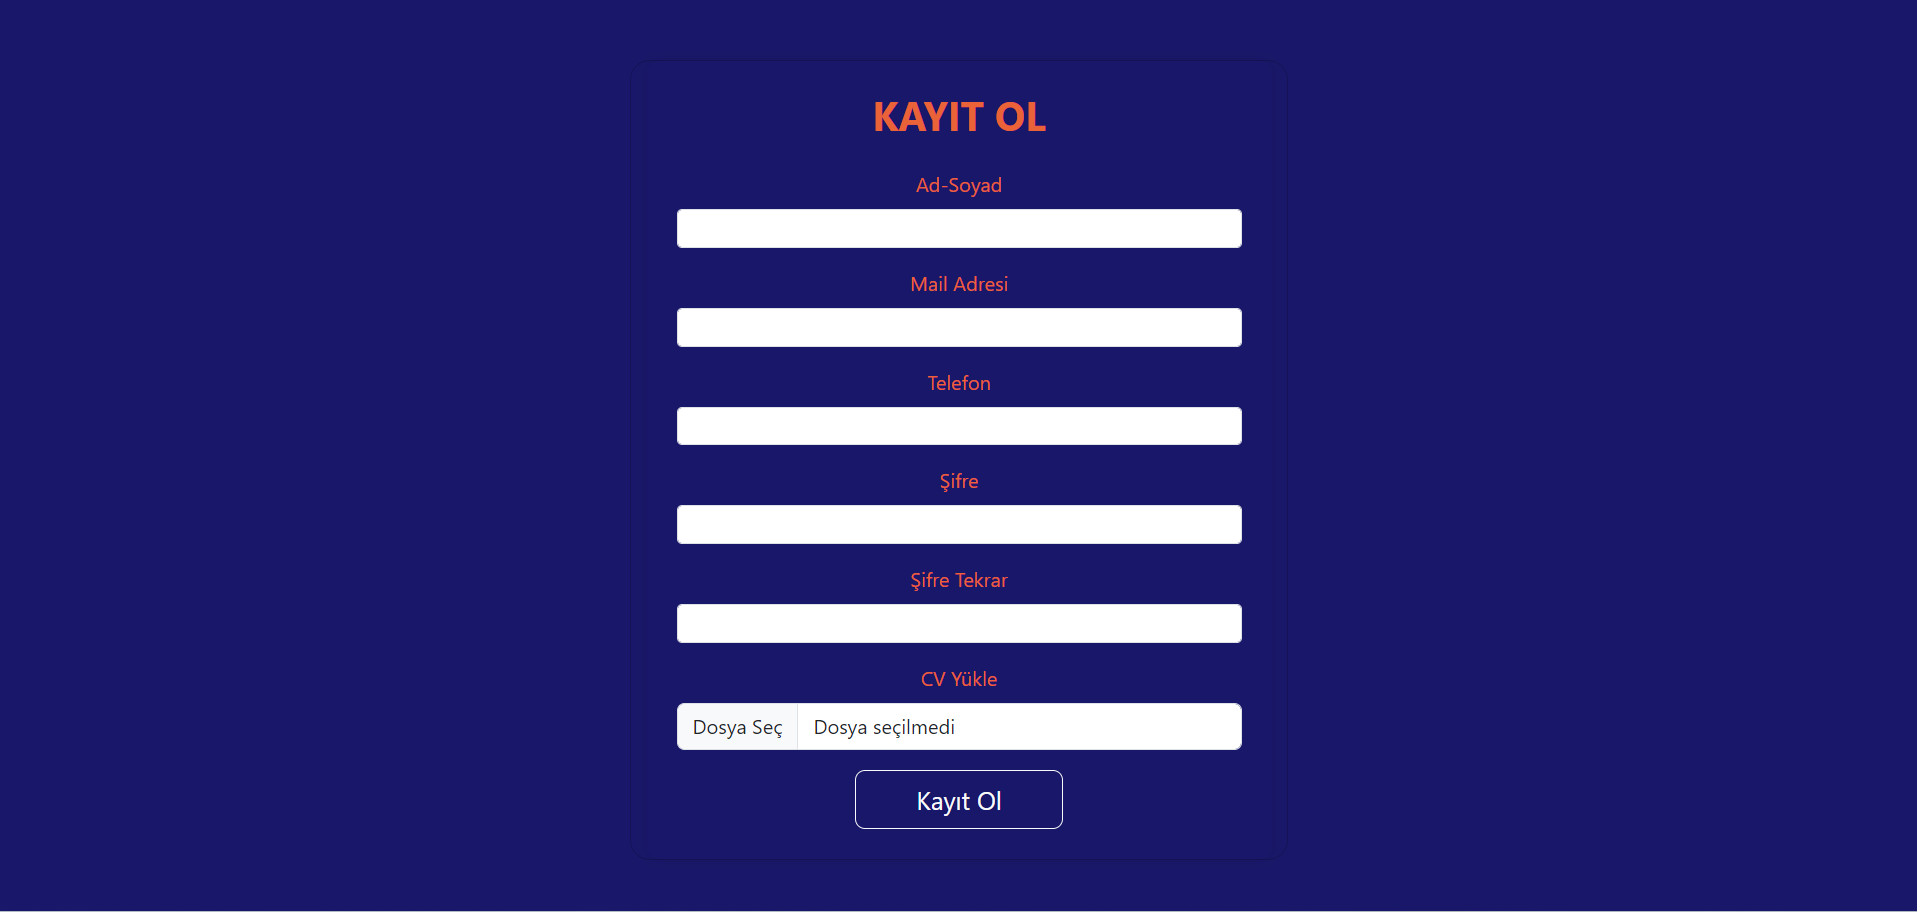 KAYIT OL
Ad-Soyad
Mail Adresi
Telefon
Şifre
Şifre Tekrar
CV Yükle
Dosya Seç Dosya seçilmedi
Kayıt Ol